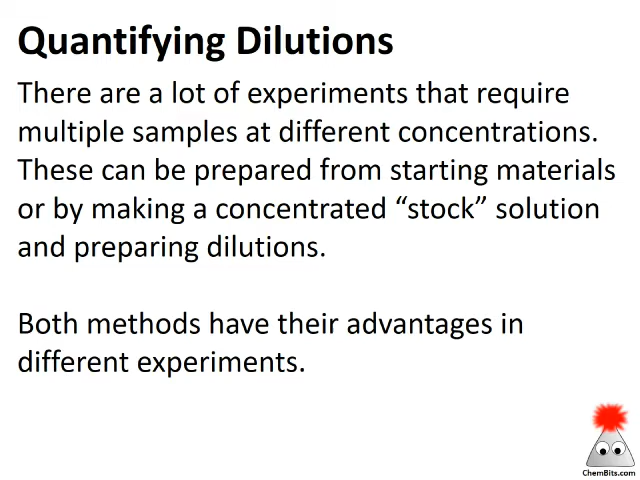 Quantifying Dilutions
There are a lot of experiments that require
multiple samples at different concentrations.
These can be prepared from starting materials
or by making a concentrated “stock” solution
and preparing dilutions.
Both methods have their advantages in
different experiments.
ChemBits.com